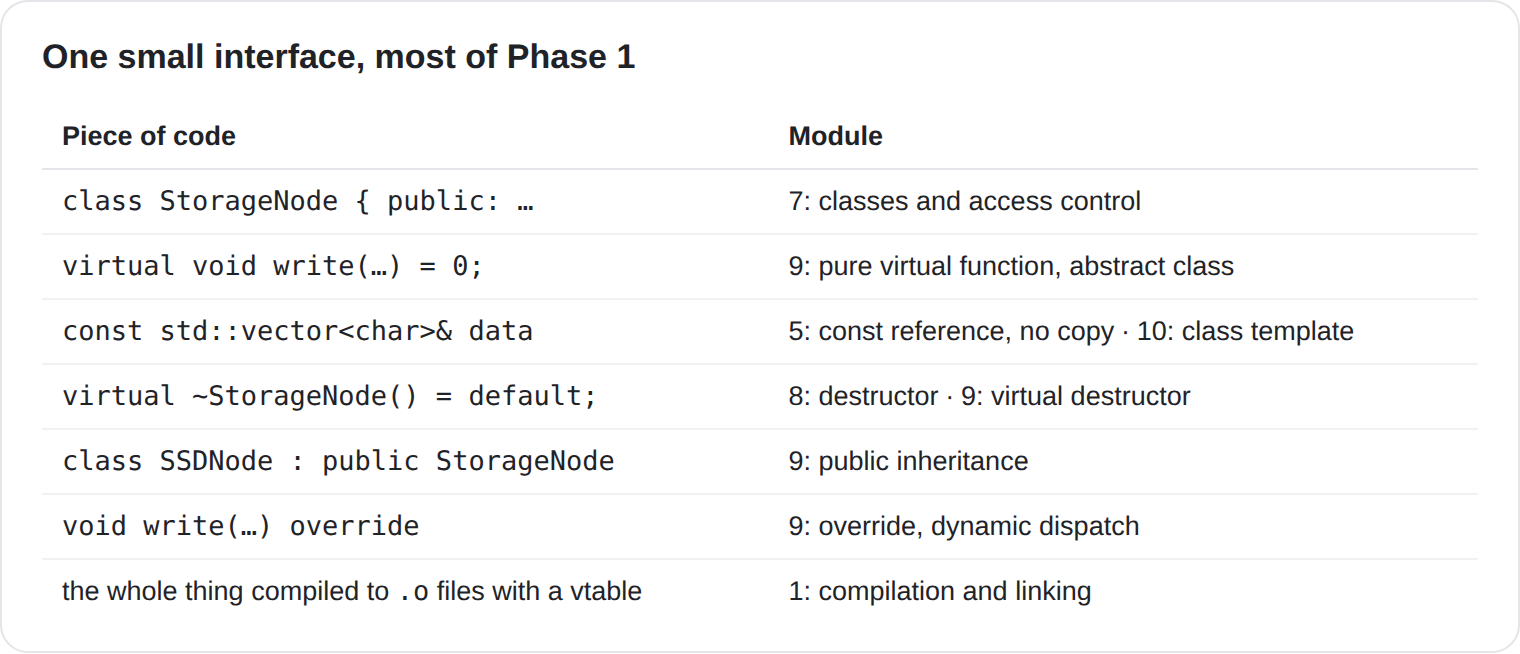 One small interface, most of Phase 1
Piece of code Module
class StorageNode { public: … 7: classes and access control
virtual void write(…) = 0; 9: pure virtual function, abstract class
const std::vector<char>& data 5: const reference, no copy · 10: class template
virtual ~StorageNode() = default; 8: destructor · 9: virtual destructor
class SSDNode : public StorageNode 9: public inheritance
void write(…) override 9: override, dynamic dispatch
the whole thing compiled to .o files with a vtable 1: compilation and linking